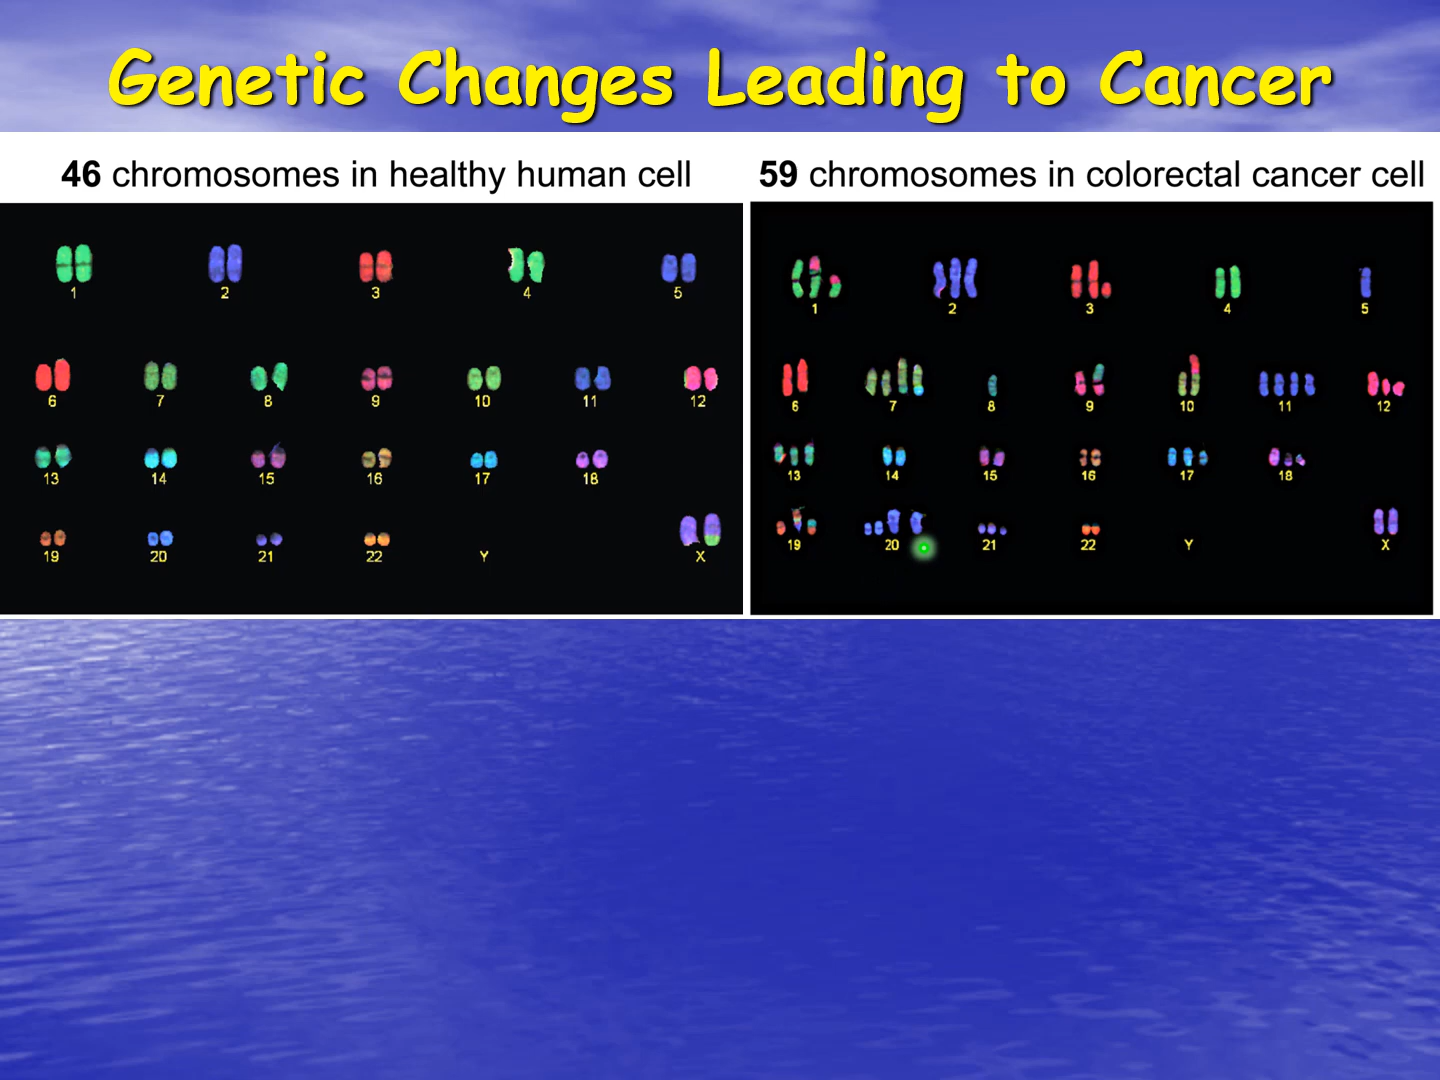 Genetic Changes Leading to Cancer
46 chromosomes in healthy human cell
1 2 3 4 5
6 7 8 9 10 11 12
13 14 15 16 17 18
19 20 21 22 Y X
59 chromosomes in colorectal cancer cell
1 2 3 4 5
6 7 8 9 10 11 12
13 14 15 16 17 18
19 20 21 22 Y X